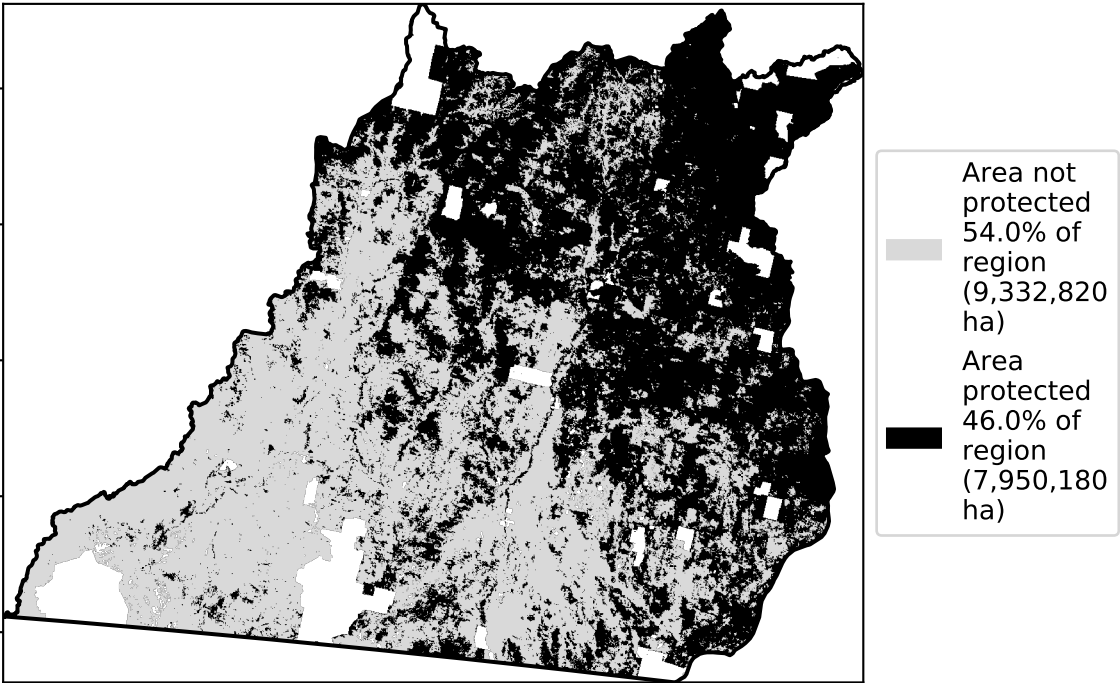 Area not
protected
54.0% of
region
(9,332,820
ha)
Area
protected
46.0% of
region
(7,950,180
ha)